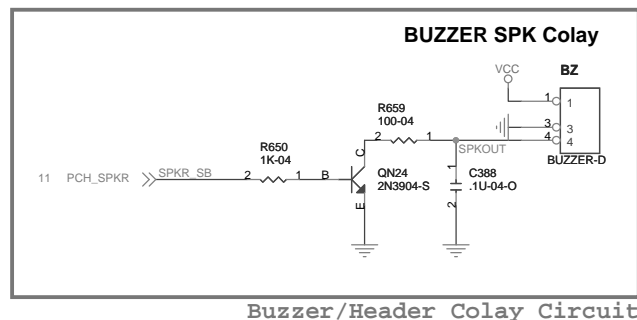 BUZZER SPK Colay
VCC
BZ
1 1
3 3
4 4
BUZZER-D
R659
100-04
2 1
SPKOUT
R650
1K-04
11 PCH_SPKR SPKR_SB 2 1 B
C
E
QN24
2N3904-S
1
C388
.1U-04-O
2
Buzzer/Header Colay Circuit